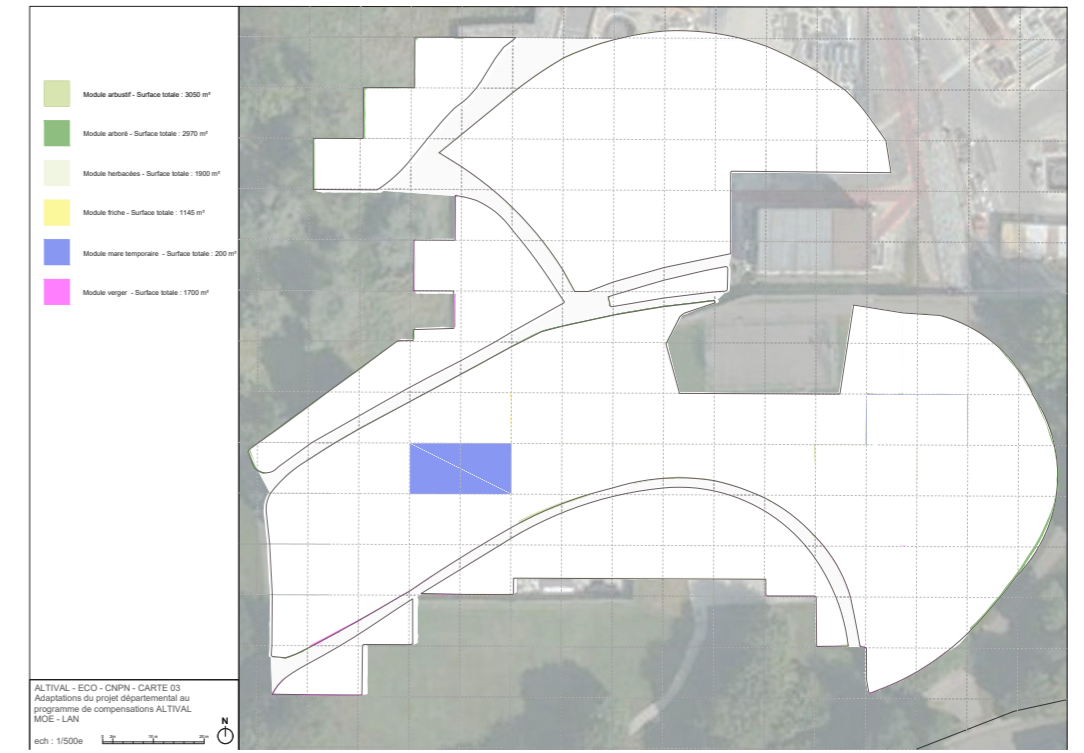 Module arbustif - Surface totale : 3050 m²
Module arboré - Surface totale : 2970 m²
Module herbacées - Surface totale : 1900 m²
Module friche - Surface totale : 1145 m²
Module mare temporaire - Surface totale : 200 m²
Module verger - Surface totale : 1700 m²
ALTIVAL - ECO - CNPN - CARTE 03
Adaptations du projet départemental au
programme de compensations ALTIVAL
MOE - LAN
N
ech : 1/500e